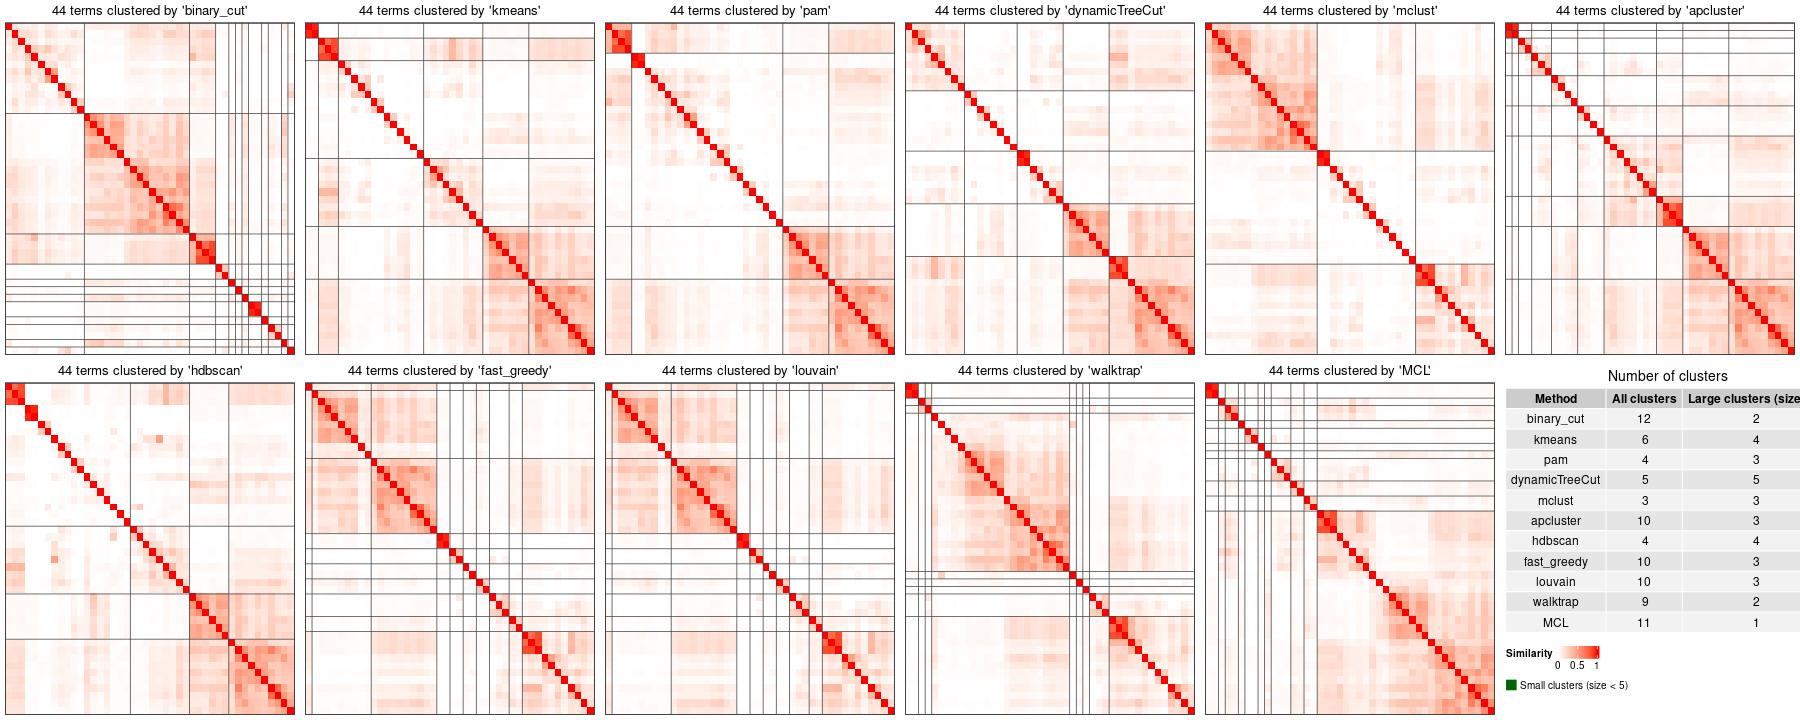 44 terms clustered by 'binary_cut'
44 terms clustered by 'kmeans'
44 terms clustered by 'pam'
44 terms clustered by 'dynamicTreeCut'
44 terms clustered by 'mclust'
44 terms clustered by 'apcluster'
44 terms clustered by 'hdbscan'
44 terms clustered by 'fast_greedy'
44 terms clustered by 'louvain'
44 terms clustered by 'walktrap'
44 terms clustered by 'MCL'
Number of clusters
Method All clusters Large clusters (size
binary_cut 12 2
kmeans 6 4
pam 4 3
dynamicTreeCut 5 5
mclust 3 3
apcluster 10 3
hdbscan 4 4
fast_greedy 10 3
louvain 10 3
walktrap 9 2
MCL 11 1
Similarity
0 0.5 1
Small clusters (size < 5)